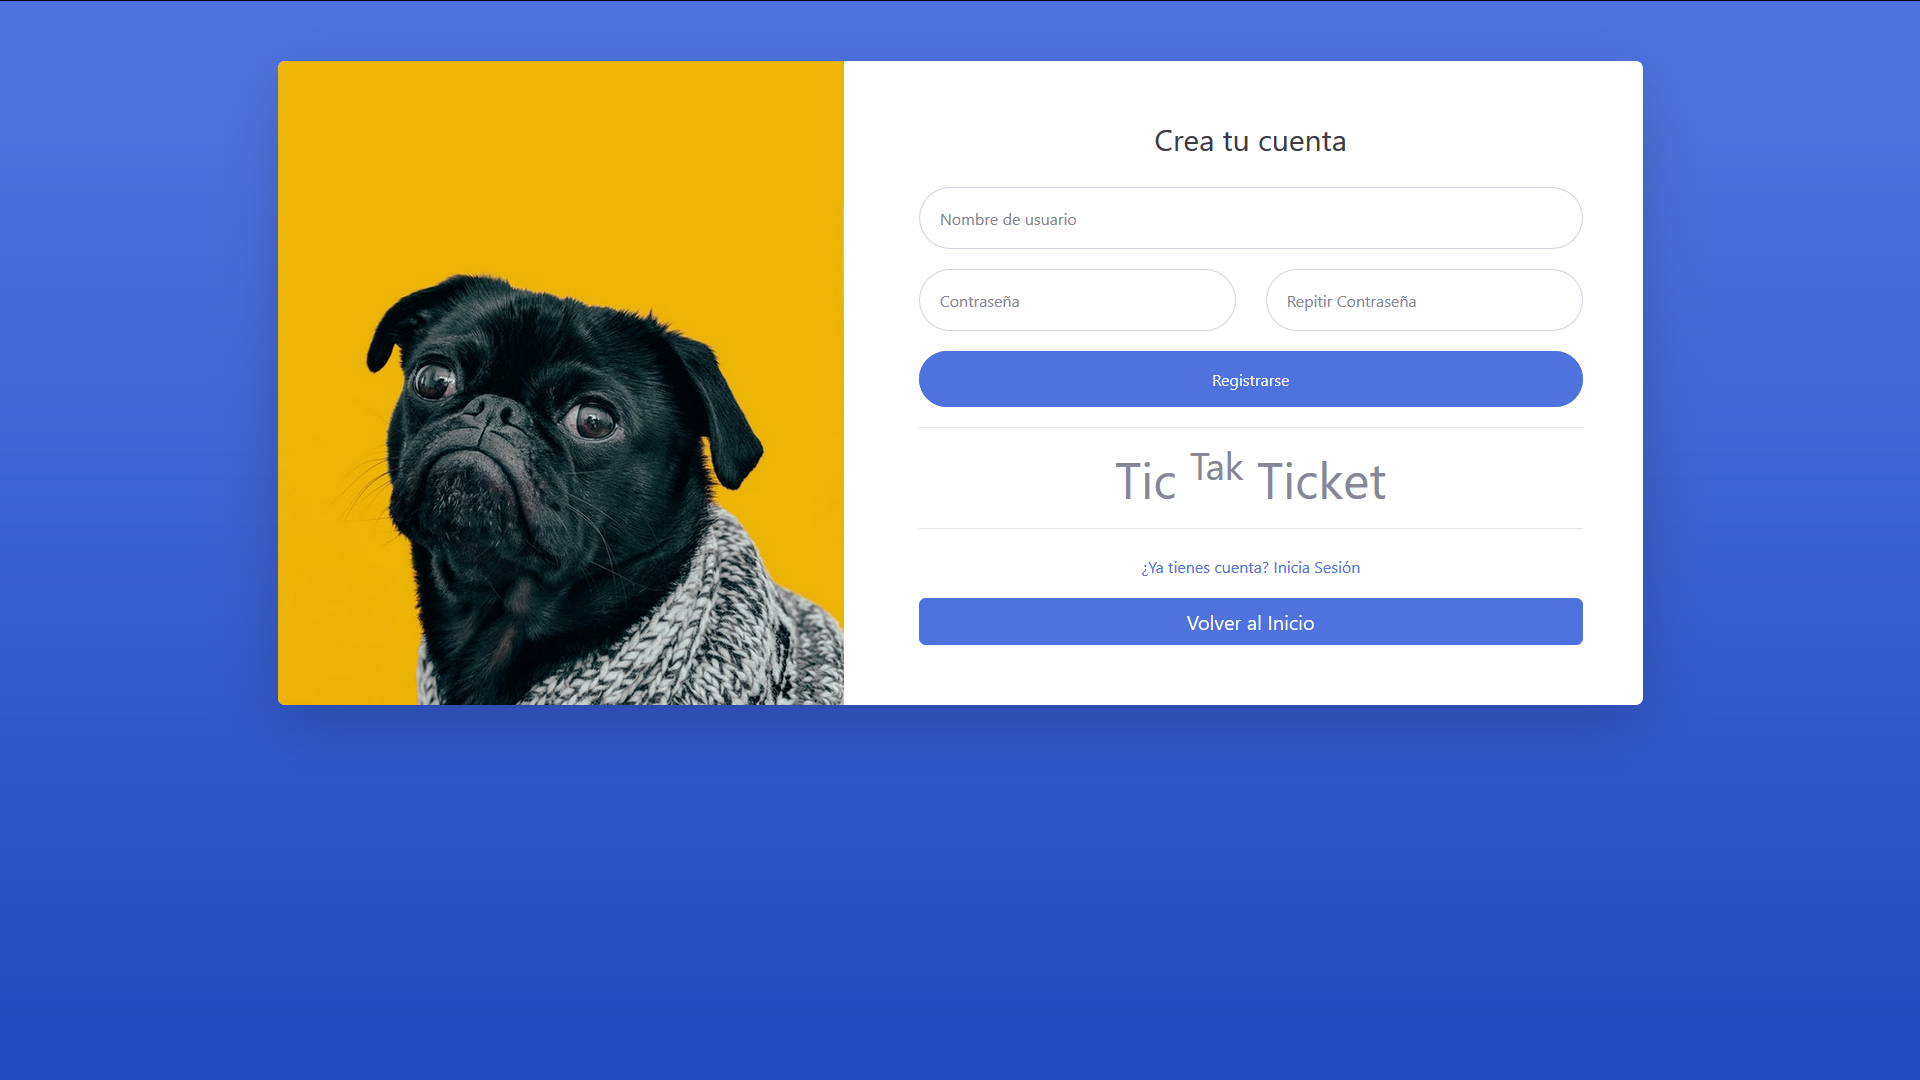 Crea tu cuenta
Nombre de usuario
Contraseña
Repitir Contraseña
Registrarse
Tic Tak Ticket
¿Ya tienes cuenta? Inicia Sesión
Volver al Inicio